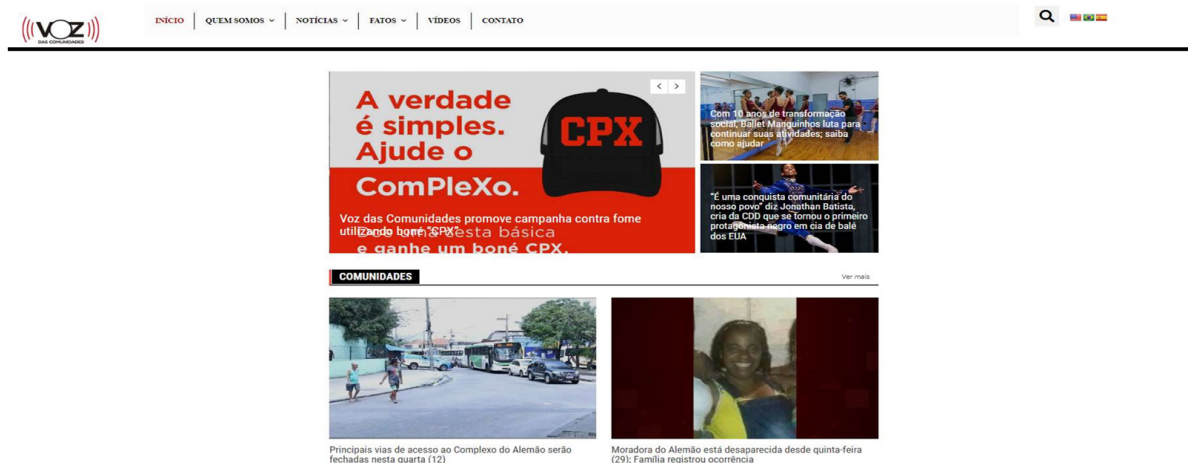 VOZ
DAS COMUNIDADES
INÍCIO
QUEM SOMOS
NOTÍCIAS
FATOS
VÍDEOS
CONTATO
A verdade
é simples.
Ajude o
ComPleXo.
CPX
Voz das Comunidades promove campanha contra fome
utilizando boné "CPX"
cesta básica
e ganhe um boné CPX.
Com 10 anos de transformação
social, Ballet Manguinhos luta para
continuar suas atividades; saiba
como ajudar
"É uma conquista comunitária do
nosso povo" diz Jonathan Batista,
cria da CDD que se tornou o primeiro
protagonista negro em cia de balé
dos EUA
COMUNIDADES
Ver mais
Principais vias de acesso ao Complexo do Alemão serão
fechadas nesta quarta (12)
Moradora do Alemão está desaparecida desde quinta-feira
(29); Família registrou ocorrência